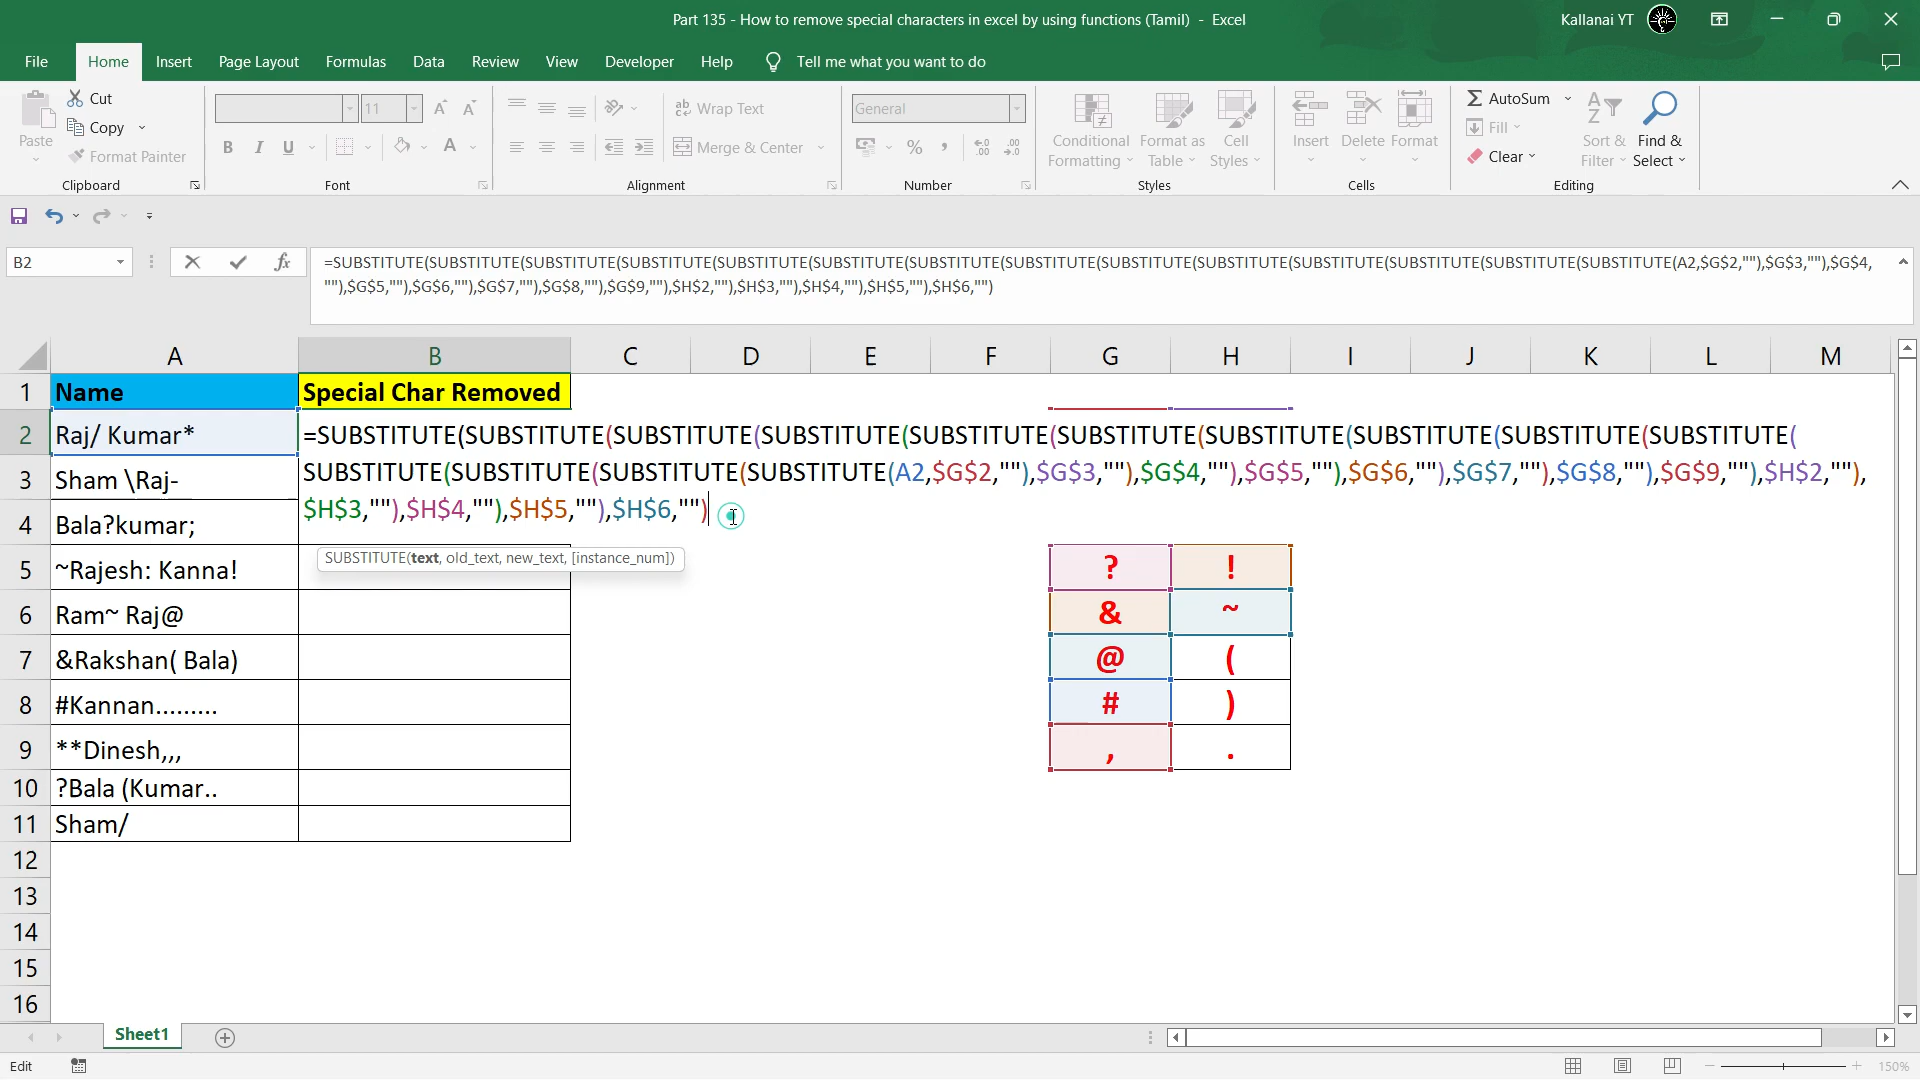 Part 135 - How to remove special characters in excel by using functions (Tamil) - Excel
Kallanai YT
File Home Insert Page Layout Formulas Data Review View Developer Help Tell me what you want to do
Paste
Cut
Copy
Format Painter
Clipboard
11
B I U
Font
Wrap Text
Merge & Center
Alignment
General
Number
Conditional Formatting
Format as Table
Cell Styles
Styles
Insert
Delete
Format
Cells
AutoSum
Fill
Clear
Sort & Filter
Find & Select
Editing
B2
=SUBSTITUTE(SUBSTITUTE(SUBSTITUTE(SUBSTITUTE(SUBSTITUTE(SUBSTITUTE(SUBSTITUTE(SUBSTITUTE(SUBSTITUTE(SUBSTITUTE(SUBSTITUTE(SUBSTITUTE(SUBSTITUTE(SUBSTITUTE(A2,$G$2,""),$G$3,""),$G$4,
""),$G$5,""),$G$6,""),$G$7,""),$G$8,""),$G$9,""),$H$2,""),$H$3,""),$H$4,""),$H$5,""),$H$6,"")
A B C D E F G H I J K L M
1 Name Special Char Removed
2 Raj/ Kumar* =SUBSTITUTE(SUBSTITUTE(SUBSTITUTE(SUBSTITUTE(SUBSTITUTE(SUBSTITUTE(SUBSTITUTE(SUBSTITUTE(SUBSTITUTE(SUBSTITUTE(
SUBSTITUTE(SUBSTITUTE(SUBSTITUTE(SUBSTITUTE(A2,$G$2,""),$G$3,""),$G$4,""),$G$5,""),$G$6,""),$G$7,""),$G$8,""),$G$9,""),$H$2,""),
3 Sham \Raj-
$H$3,""),$H$4,""),$H$5,""),$H$6,"")
4 Bala?kumar;
SUBSTITUTE(text, old_text, new_text, [instance_num])
5 ~Rajesh: Kanna! ? !
6 Ram~ Raj@ & ~
7 &Rakshan( Bala) @ (
8 #Kannan......... # )
9 **Dinesh,,, , .
10 ?Bala (Kumar..
11 Sham/
12
13
14
15
16
Sheet1
Edit
150%